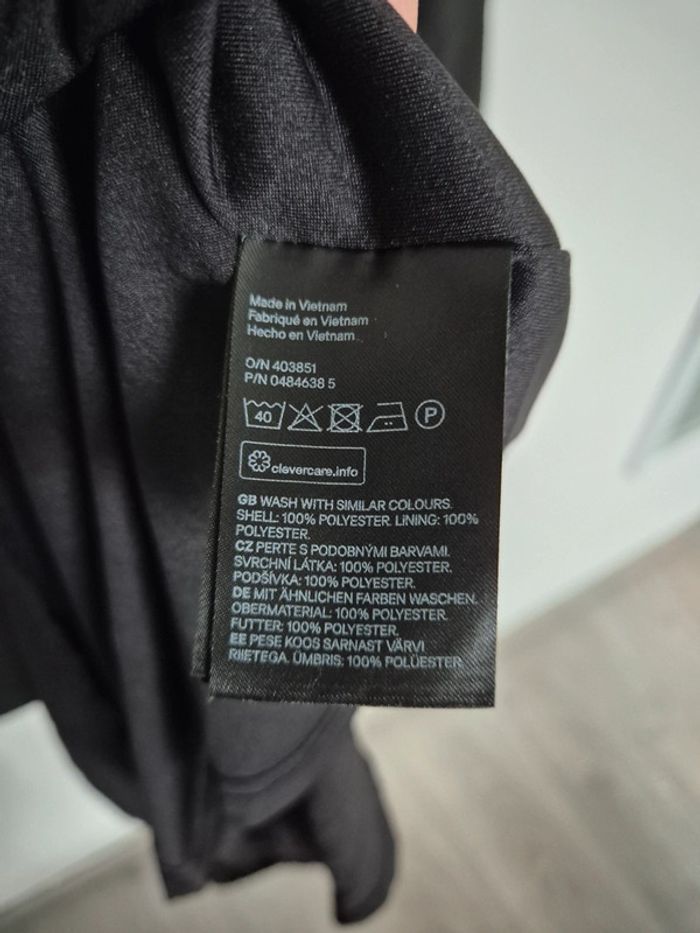 Made in Vietnam
Fabriqué en Vietnam
Hecho en Vietnam
O/N 403851
P/N 0484638 5
40 P
clevercare.info
GB WASH WITH SIMILAR COLOURS.
SHELL: 100% POLYESTER. LINING: 100%
POLYESTER.
CZ PERTE S PODOBNÝMI BARVAMI.
SVRCHNÍ LÁTKA: 100% POLYESTER.
PODŠÍVKA: 100% POLYESTER.
DE MIT ÄHNLICHEN FARBEN WASCHEN.
OBERMATERIAL: 100% POLYESTER.
FUTTER: 100% POLYESTER.
EE PESE KOOS SARNAST VÄRVI
RIIETEGA. ÜMBRIS: 100% POLÜESTER.